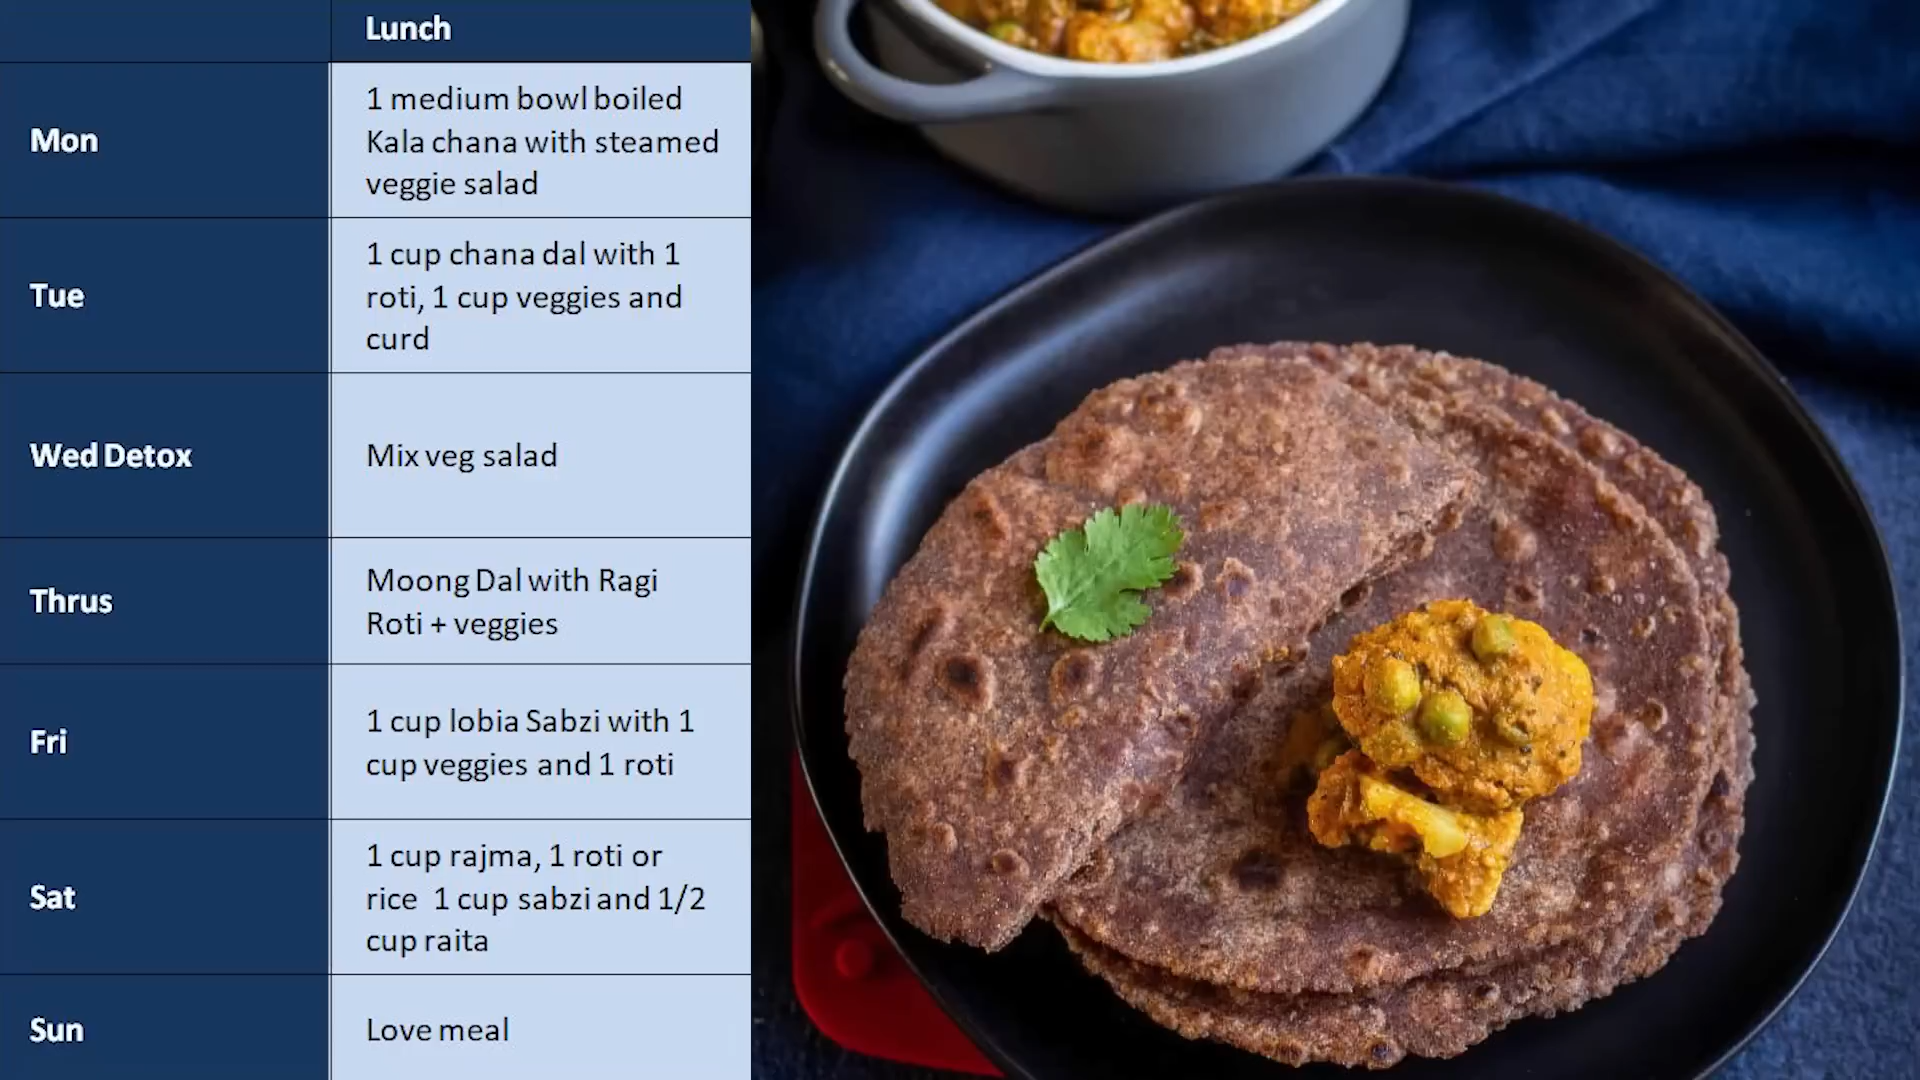 Lunch
Mon
1 medium bowl boiled
Kala chana with steamed
veggie salad
Tue
1 cup chana dal with 1
roti, 1 cup veggies and
curd
Wed Detox
Mix veg salad
Thrus
Moong Dal with Ragi
Roti + veggies
Fri
1 cup lobia Sabzi with 1
cup veggies and 1 roti
Sat
1 cup rajma, 1 roti or
rice 1 cup sabzi and 1/2
cup raita
Sun
Love meal